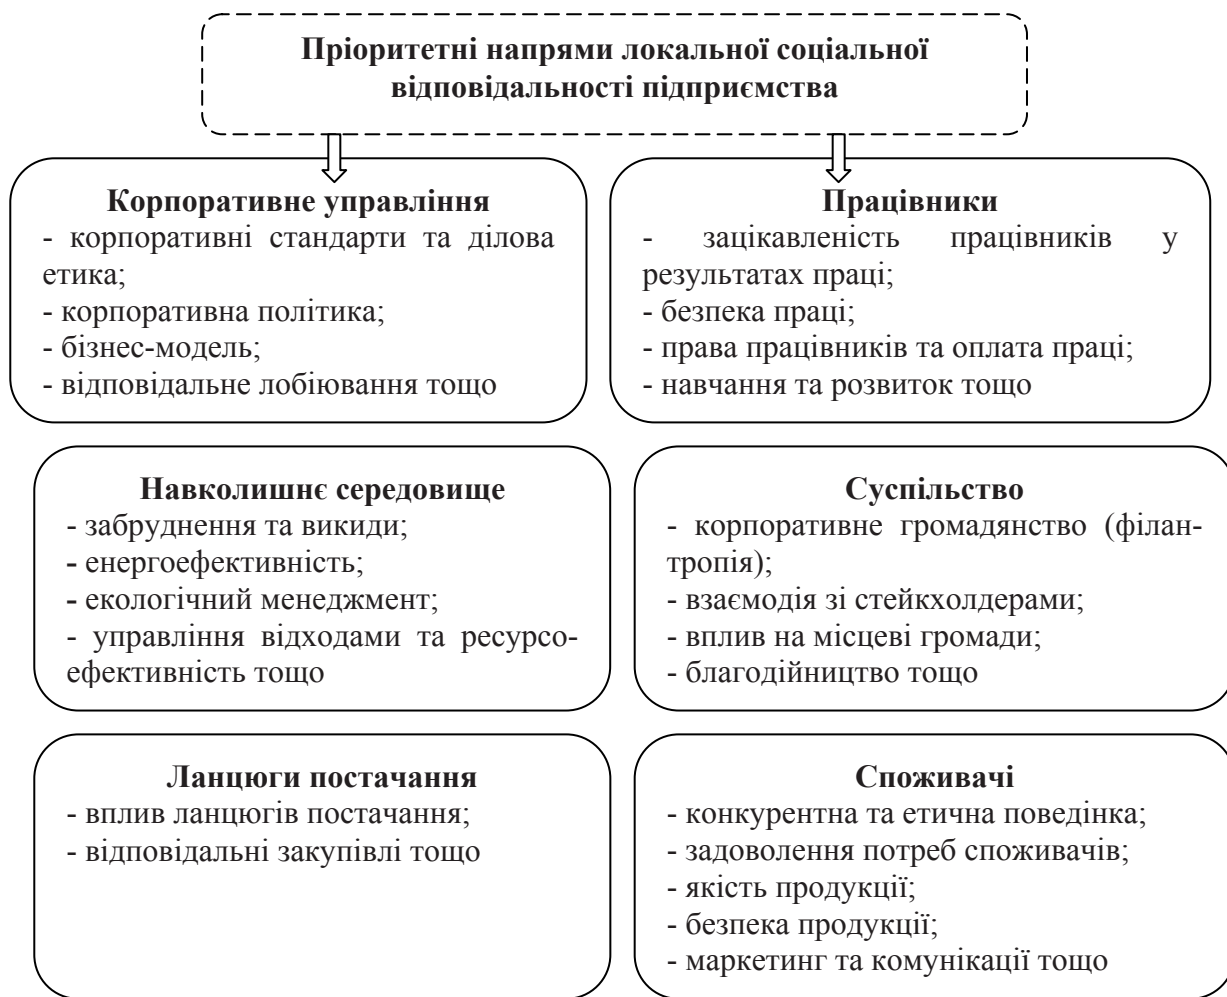 Пріоритетні напрями локальної соціальної
відповідальності підприємства
Корпоративне управління
- корпоративні стандарти та ділова
етика;
- корпоративна політика;
- бізнес-модель;
- відповідальне лобіювання тощо
Працівники
- зацікавленість працівників у
результатах праці;
- безпека праці;
- права працівників та оплата праці;
- навчання та розвиток тощо
Навколишнє середовище
- забруднення та викиди;
- енергоефективність;
- екологічний менеджмент;
- управління відходами та ресурсо-
ефективність тощо
Суспільство
- корпоративне громадянство (філан-
тропія);
- взаємодія зі стейкхолдерами;
- вплив на місцеві громади;
- благодійництво тощо
Ланцюги постачання
- вплив ланцюгів постачання;
- відповідальні закупівлі тощо
Споживачі
- конкурентна та етична поведінка;
- задоволення потреб споживачів;
- якість продукції;
- безпека продукції;
- маркетинг та комунікації тощо